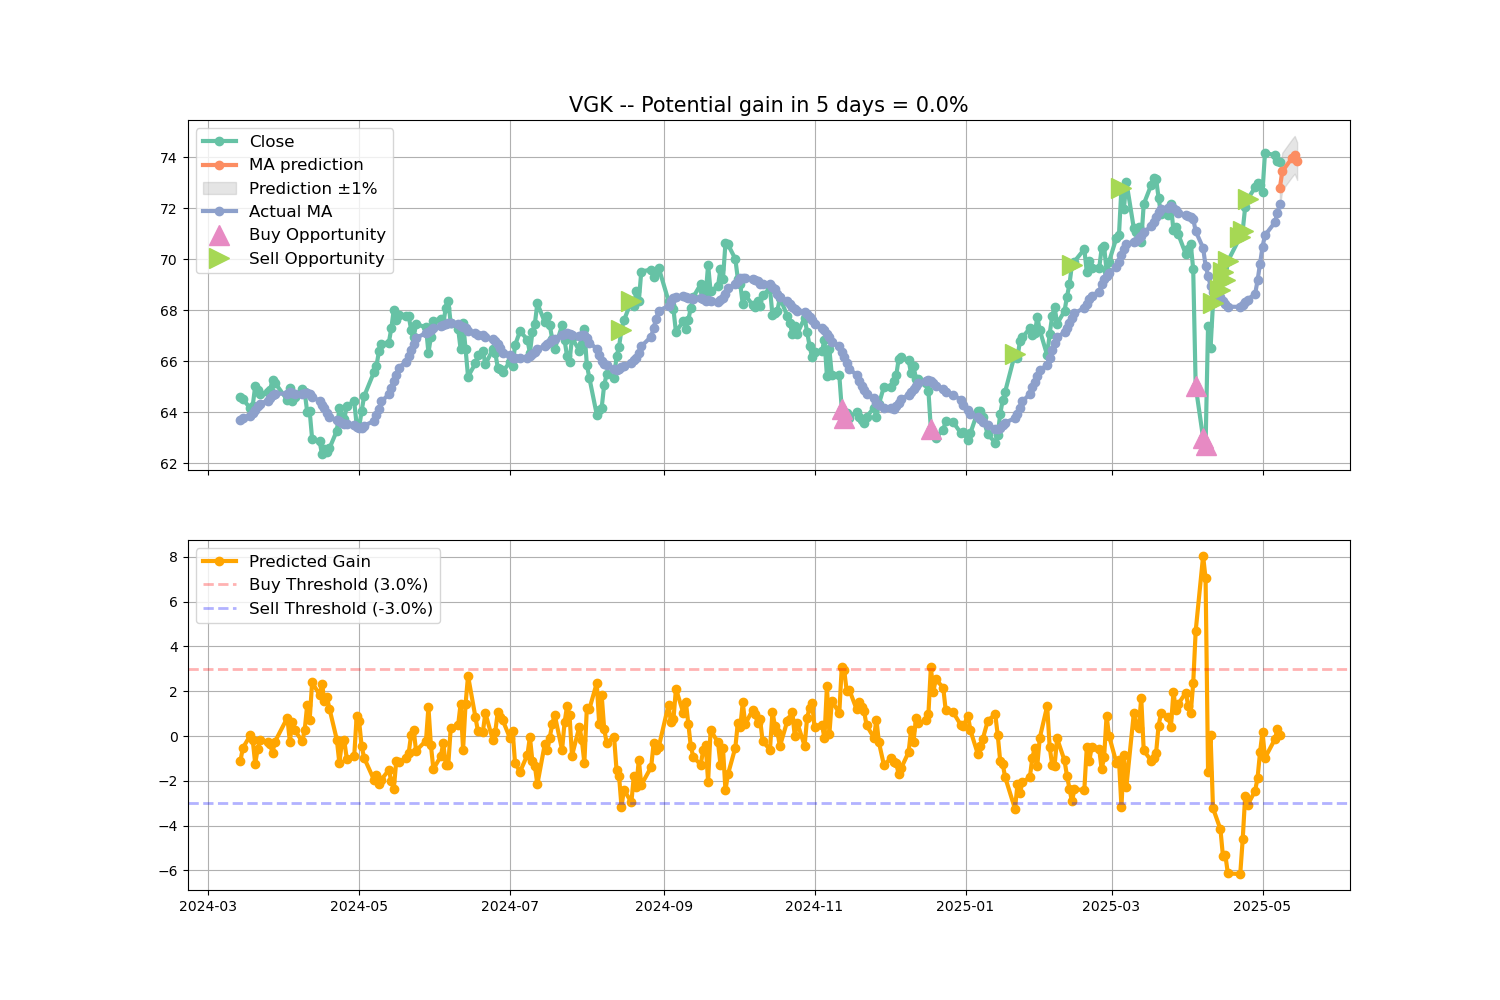 VGK -- Potential gain in 5 days = 0.0%
Close
MA prediction
Prediction ±1%
Actual MA
Buy Opportunity
Sell Opportunity
74
72
70
68
66
64
62
Predicted Gain
Buy Threshold (3.0%)
Sell Threshold (-3.0%)
8
6
4
2
0
−2
−4
−6
2024-03
2024-05
2024-07
2024-09
2024-11
2025-01
2025-03
2025-05